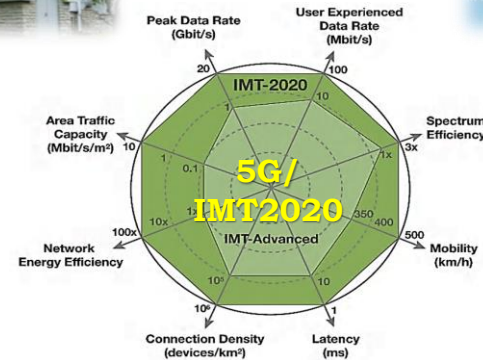 Peak Data Rate
(Gbit/s)
User Experienced
Data Rate
(Mbit/s)
20
100
IMT-2020
1
10
Area Traffic
Capacity
(Mbit/s/m²)
Spectrum
Efficiency
10
1
0.1
1x
3x
5G/
IMT2020
100x
10x
1x
350
400
500
IMT-Advanced
Network
Energy Efficiency
Mobility
(km/h)
10⁵
10
10⁶
1
Connection Density
(devices/km²)
Latency
(ms)